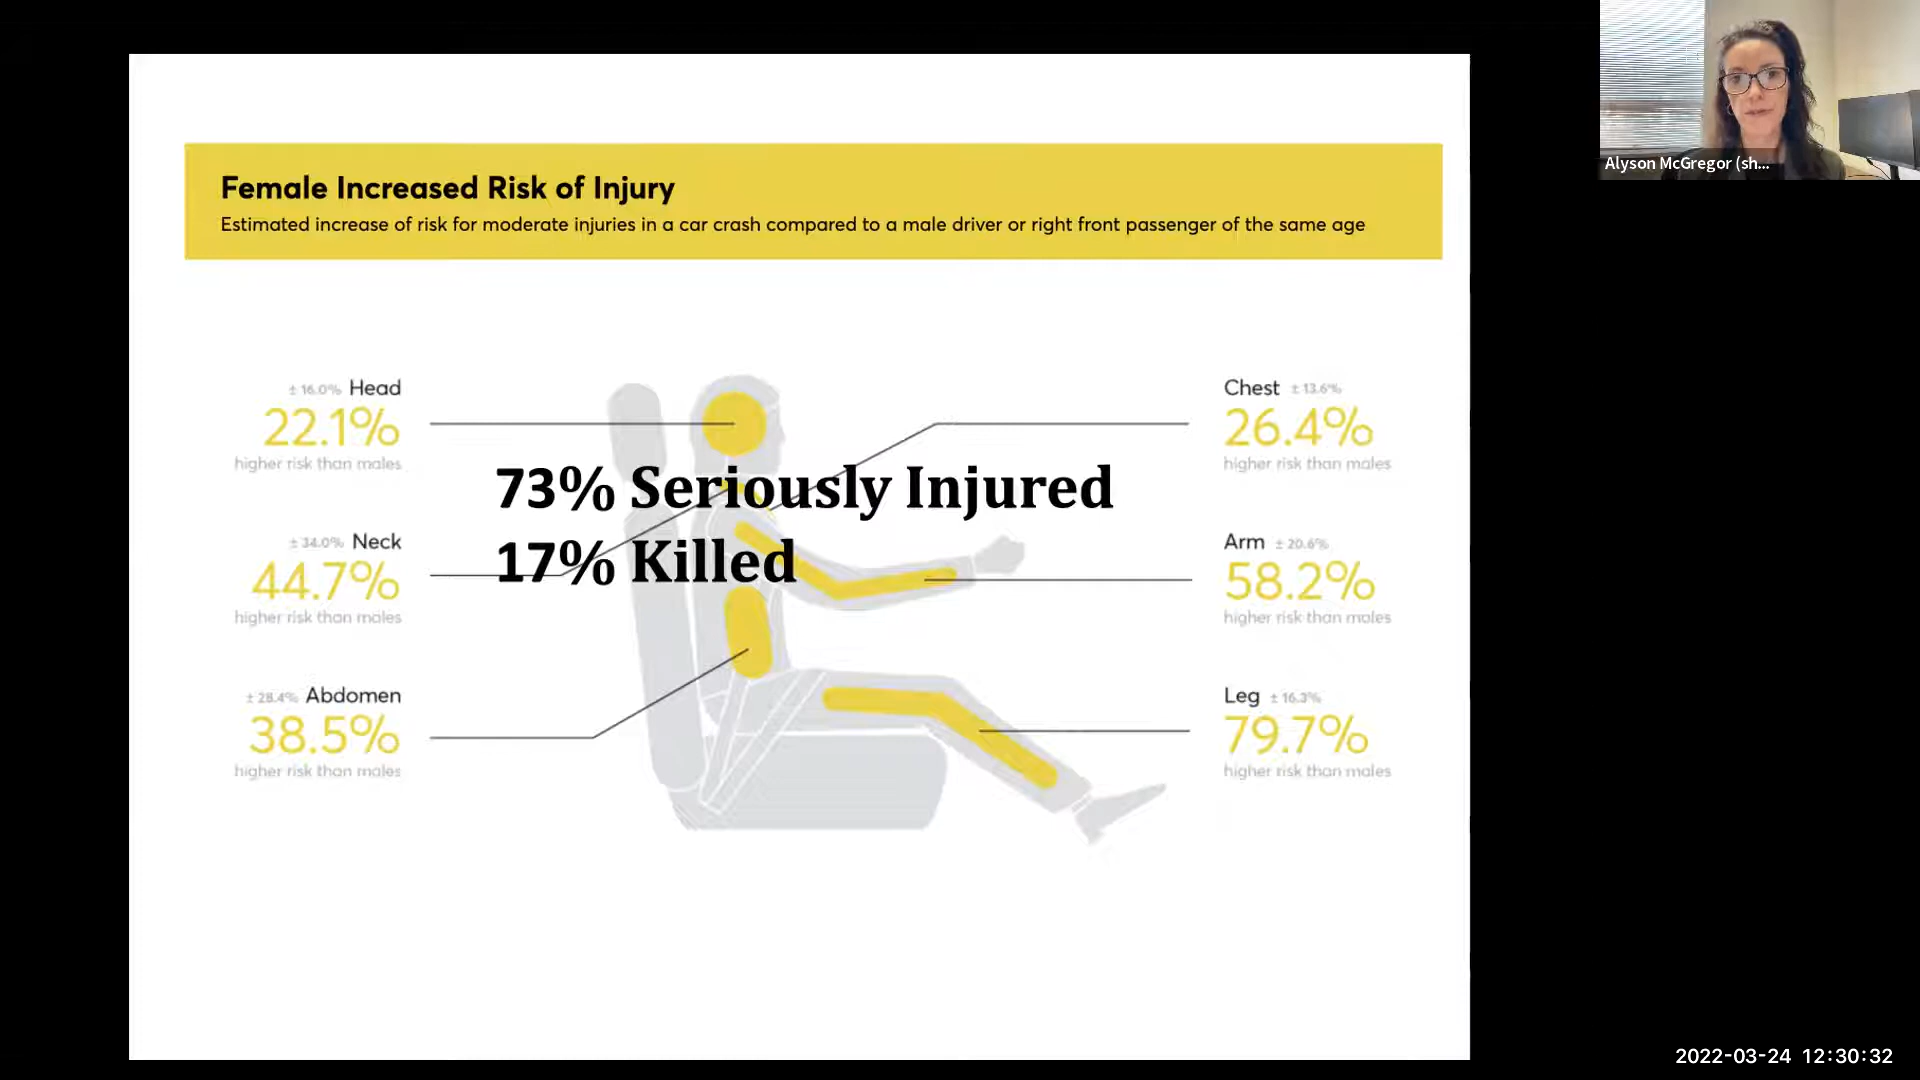 Alyson McGregor (sh...
Female Increased Risk of Injury
Estimated increase of risk for moderate injuries in a car crash compared to a male driver or right front passenger of the same age
± 16.0% Head
22.1%
higher risk than males
± 34.0% Neck
44.7%
higher risk than males
± 28.4% Abdomen
38.5%
higher risk than males
73% Seriously Injured
17% Killed
Chest ± 13.6%
26.4%
higher risk than males
Arm ± 20.6%
58.2%
higher risk than males
Leg ± 16.3%
79.7%
higher risk than males
2022-03-24 12:30:32